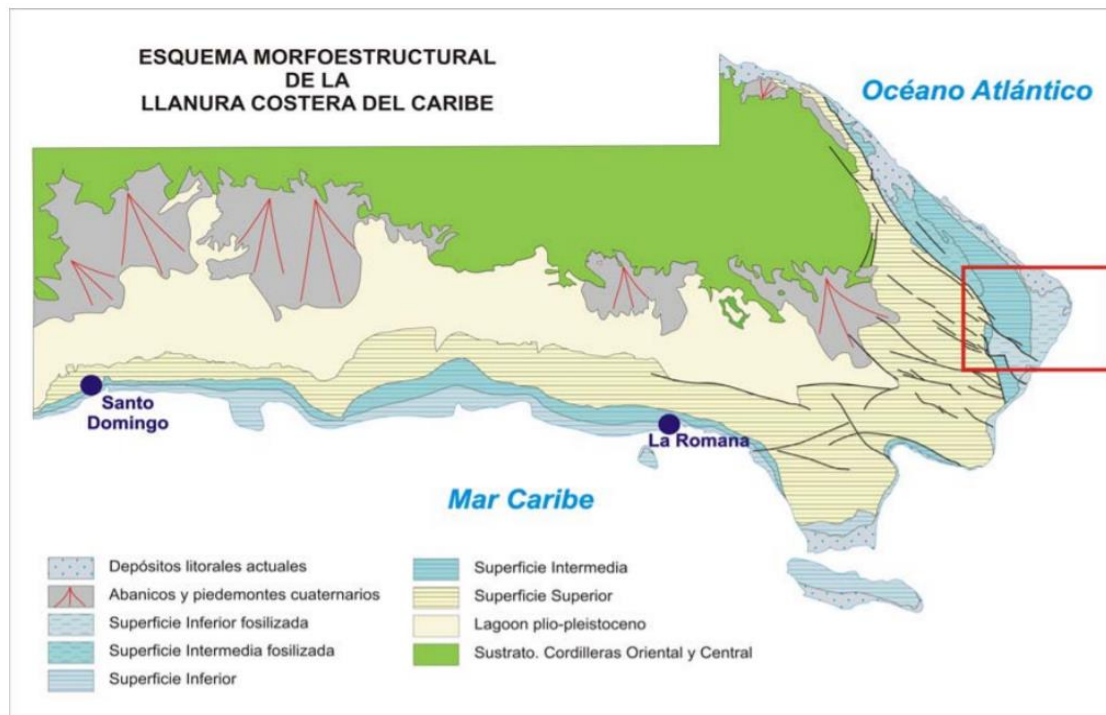 ESQUEMA MORFOESTRUCTURAL
DE LA
LLANURA COSTERA DEL CARIBE
Océano Atlántico
Santo
Domingo
La Romana
Mar Caribe
Depósitos litorales actuales
Abanicos y piedemontes cuaternarios
Superficie Inferior fosilizada
Superficie Intermedia fosilizada
Superficie Inferior
Superficie Intermedia
Superficie Superior
Lagoon plio-pleistoceno
Sustrato. Cordilleras Oriental y Central